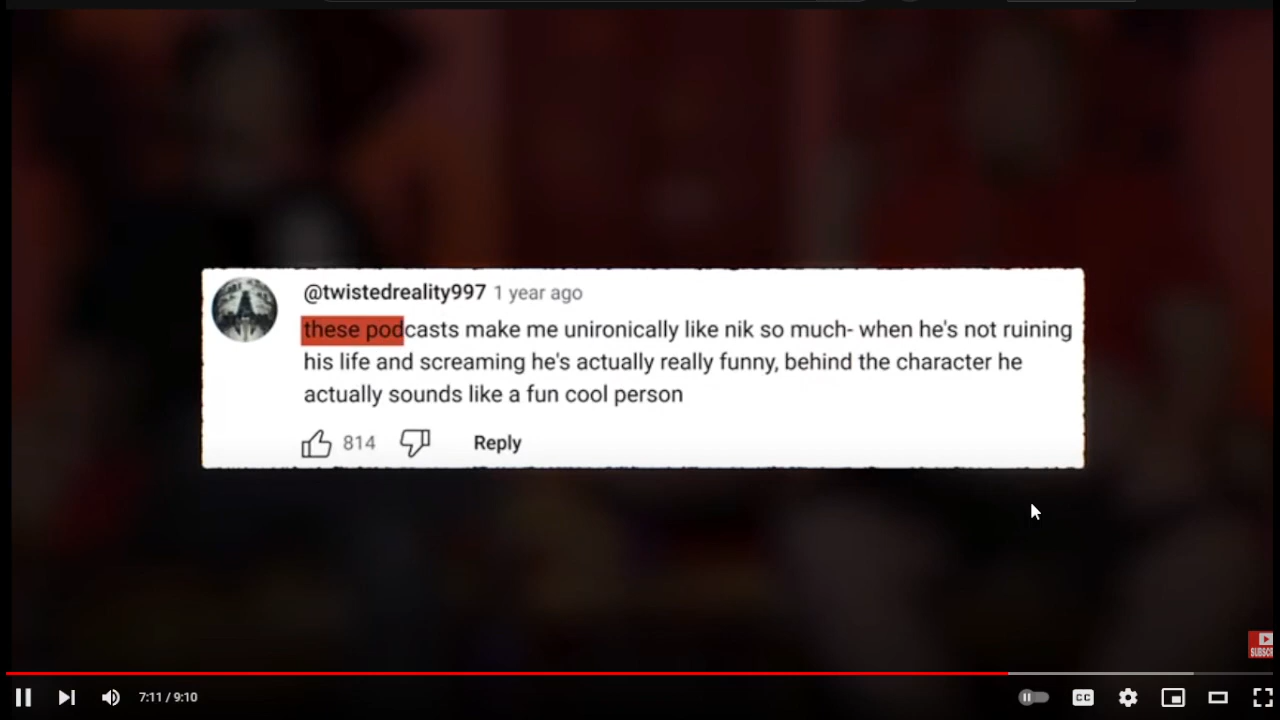 @twistedreality997 1 year ago
these podcasts make me unironically like nik so much- when he's not ruining
his life and screaming he's actually really funny, behind the character he
actually sounds like a fun cool person
814 Reply
SUBSCR
7:11 / 9:10 CC